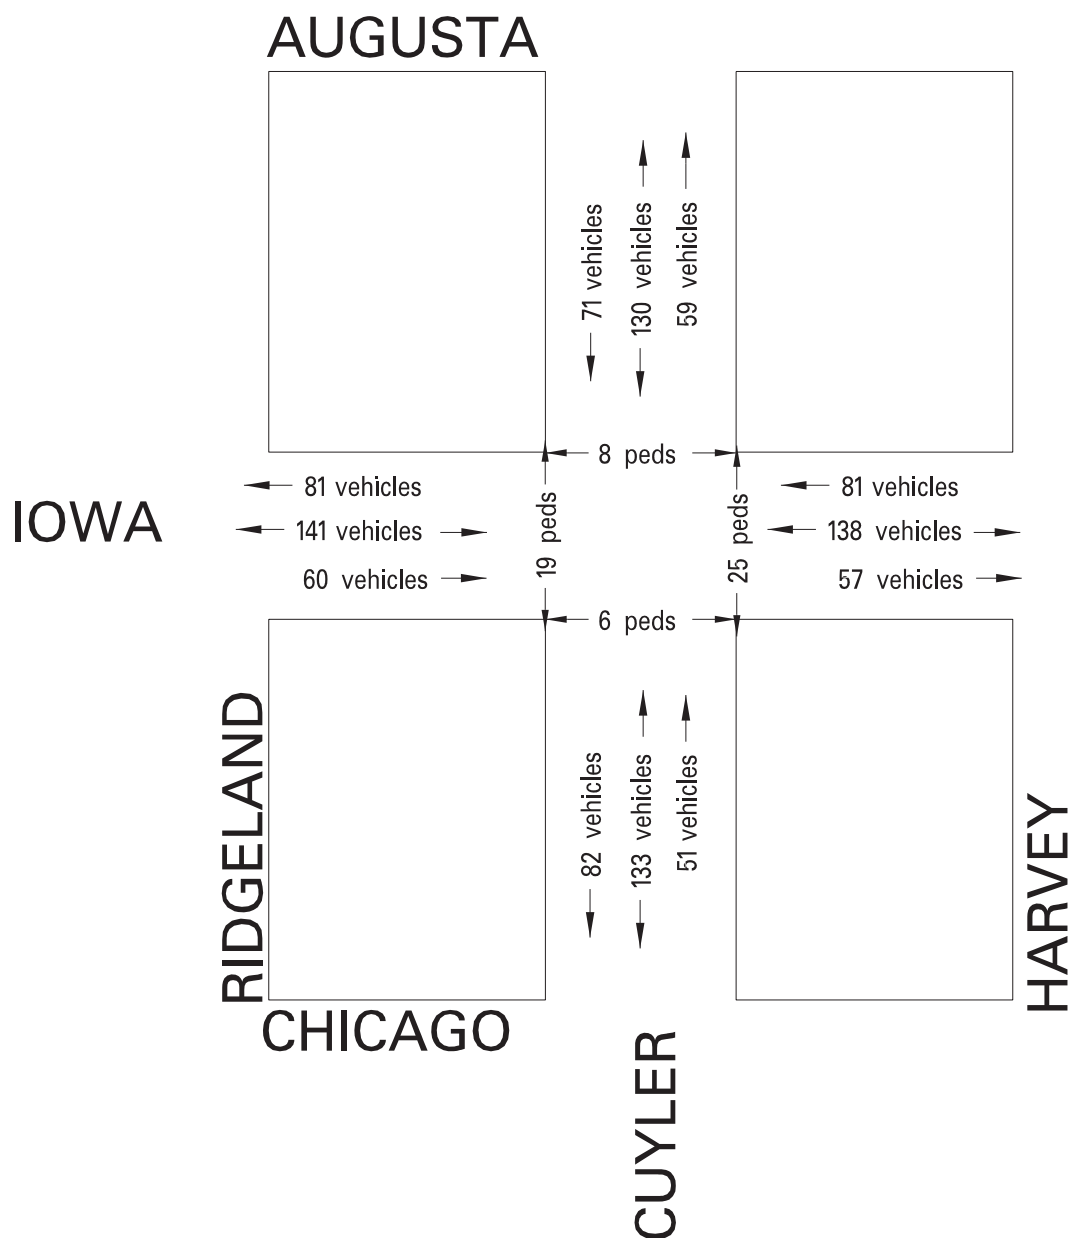 AUGUSTA
71 vehicles
130 vehicles
59 vehicles
8 peds
81 vehicles
81 vehicles
IOWA
141 vehicles
19 peds
25 peds
138 vehicles
60 vehicles
57 vehicles
6 peds
RIDGELAND
82 vehicles
133 vehicles
51 vehicles
HARVEY
CHICAGO
CUYLER